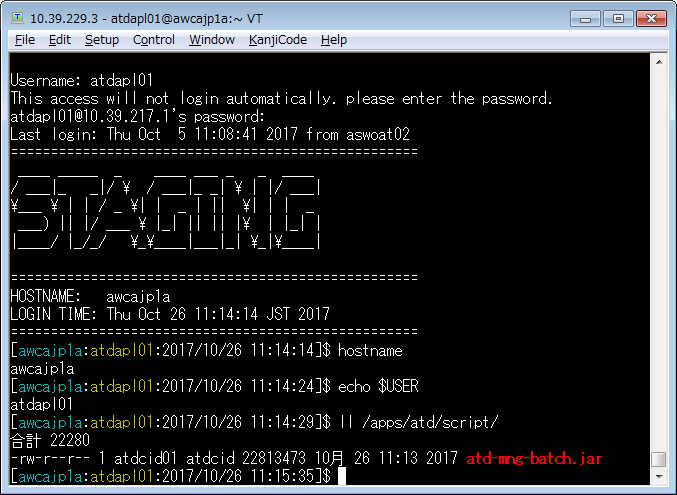 10.39.229.3 - atdapl01@awcajp1a:~ VT
File Edit Setup Control Window KanjiCode Help
Username: atdapl01
This access will not login automatically. please enter the password.
atdapl01@10.39.217.1's password:
Last login: Thu Oct  5 11:08:41 2017 from aswoat02
===================================================
STAGING
===================================================
HOSTNAME:   awcajp1a
LOGIN TIME: Thu Oct 26 11:14:14 JST 2017
===================================================
[awcajp1a:atdapl01:2017/10/26 11:14:14]$ hostname
awcajp1a
[awcajp1a:atdapl01:2017/10/26 11:14:24]$ echo $USER
atdapl01
[awcajp1a:atdapl01:2017/10/26 11:14:29]$ ll /apps/atd/script/
合計 22280
-rw-r--r-- 1 atdcid01 atdcid 22813473 10月 26 11:13 2017 atd-mng-batch.jar
[awcajp1a:atdapl01:2017/10/26 11:15:35]$